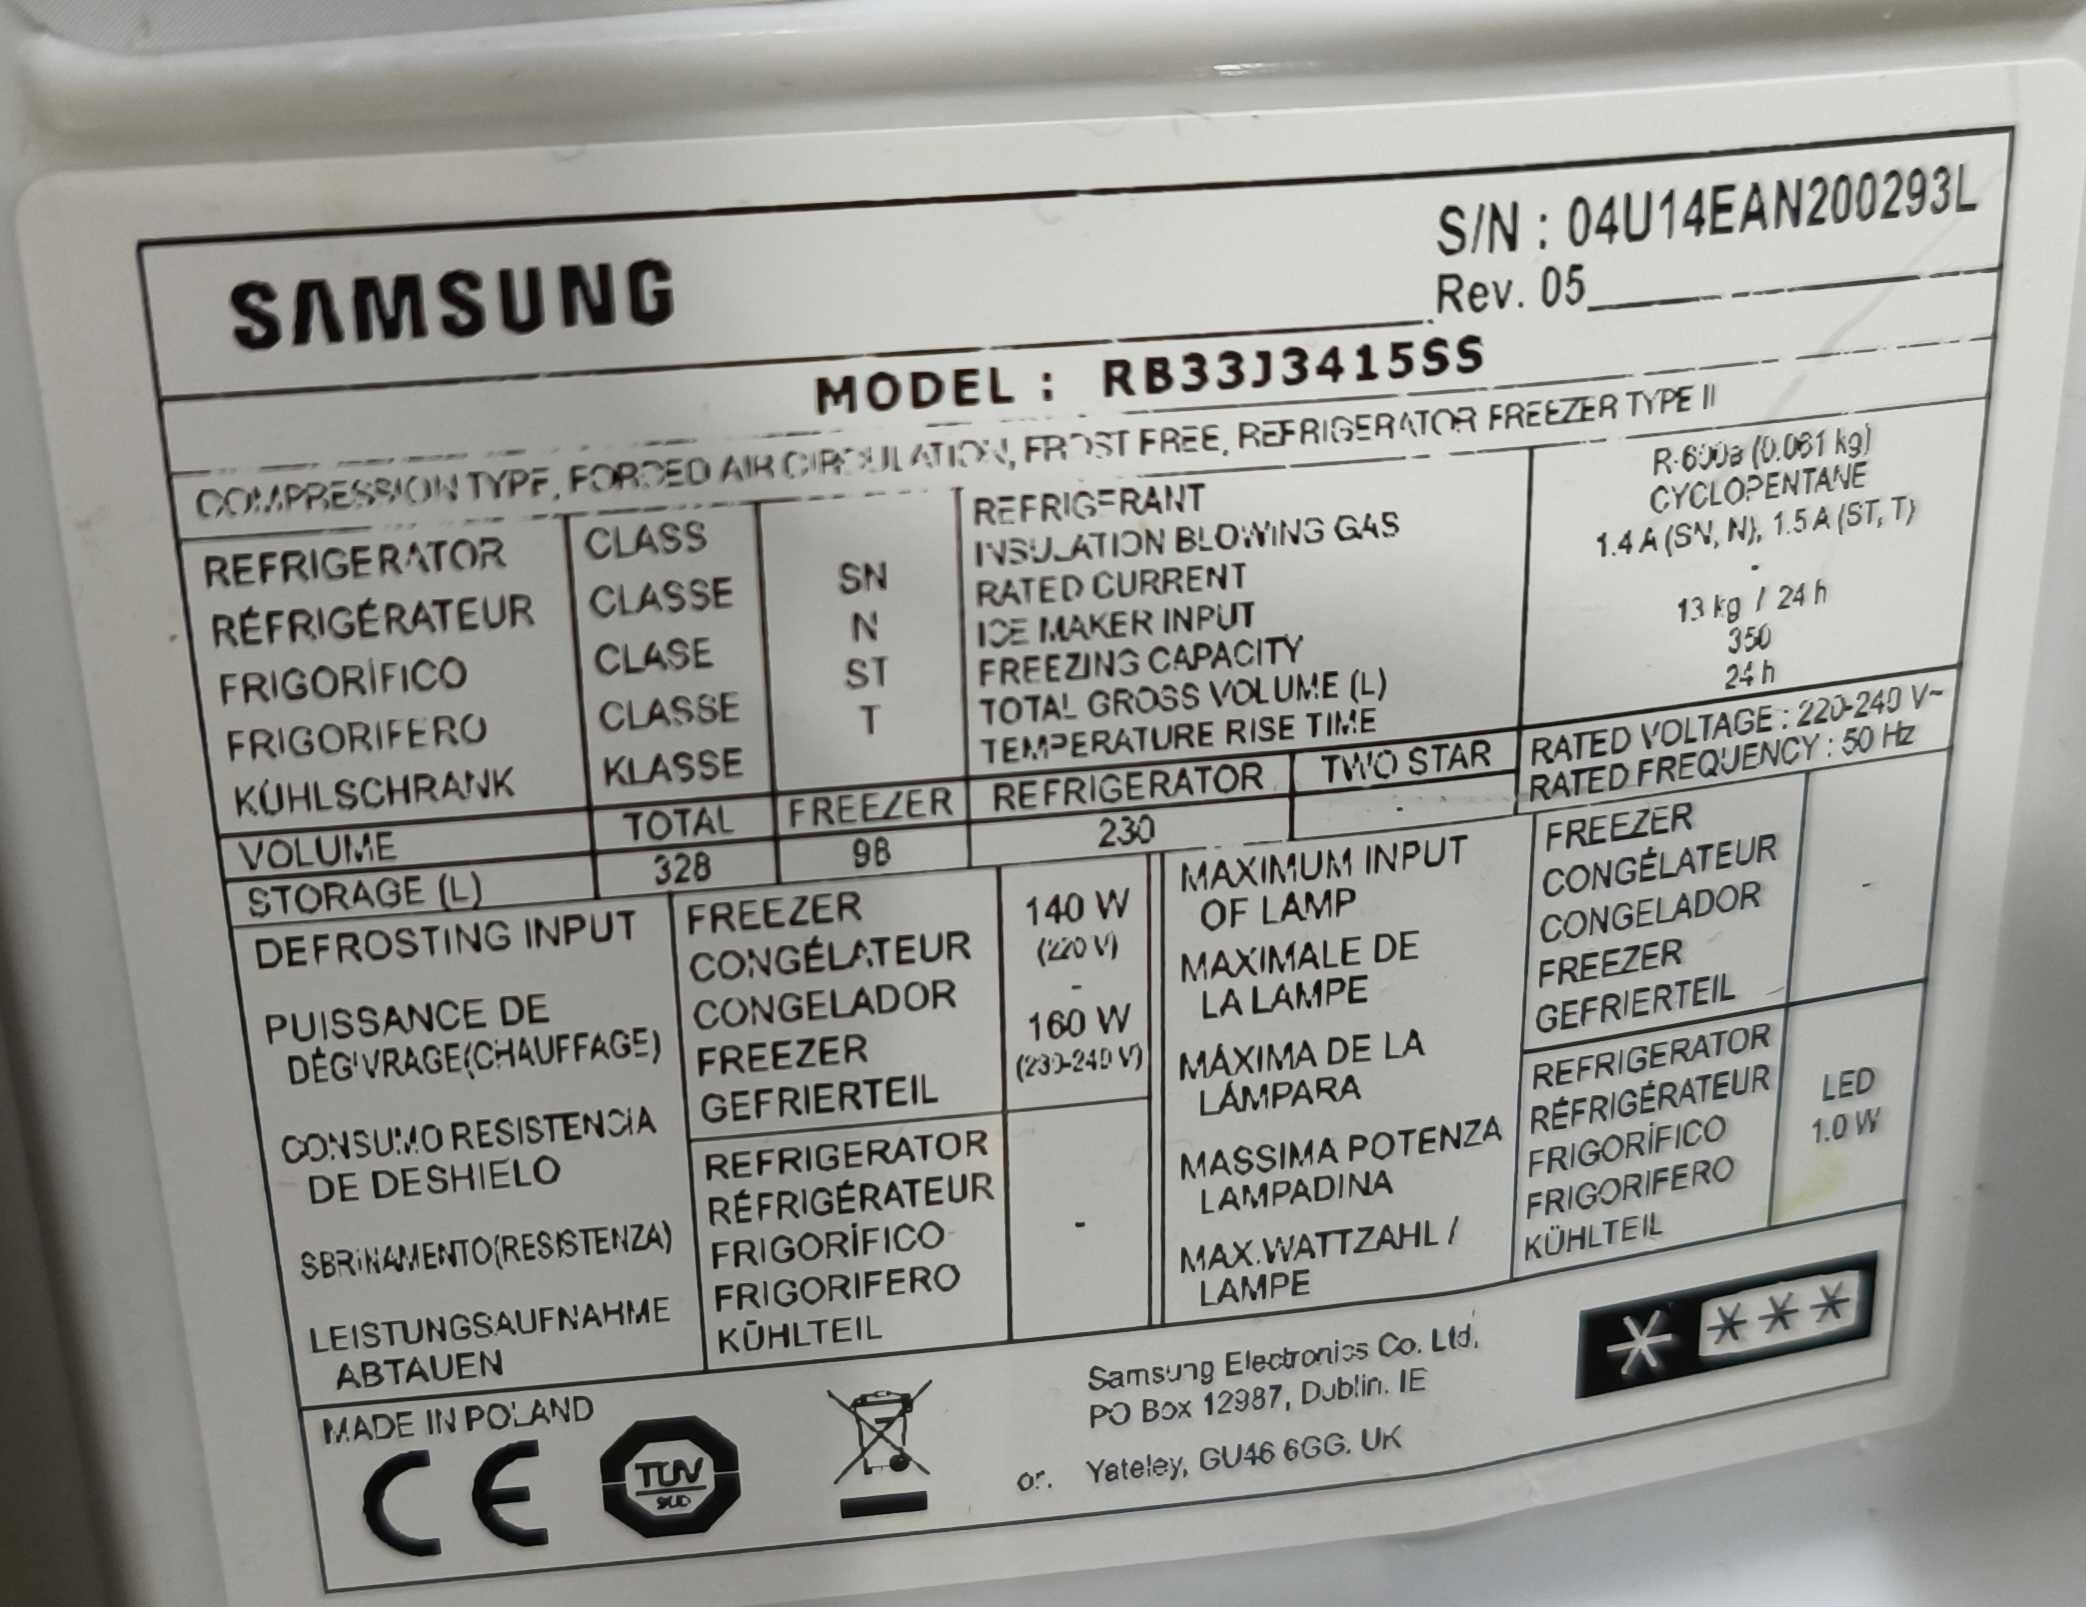 SAMSUNG
S/N : 04U14EAN200293L
Rev. 05
MODEL : RB33J3415SS
COMPRESSION TYPE, FORCED AIR CIRCULATION, FROST FREE, REFRIGERATOR FREEZER TYPE II
REFRIGERATOR
RÉFRIGÉRATEUR
FRIGORÍFICO
FRIGORIFERO
KÜHLSCHRANK
CLASS
CLASSE
CLASE
CLASSE
KLASSE
SN
N
ST
T
REFRIGERANT R-600a (0.061 kg)
INSULATION BLOWING GAS CYCLOPENTANE
RATED CURRENT 1.4 A (SN, N), 1.5 A (ST, T)
ICE MAKER INPUT -
FREEZING CAPACITY 13 kg / 24 h
TOTAL GROSS VOLUME (L) 350
TEMPERATURE RISE TIME 24 h
VOLUME TOTAL FREEZER REFRIGERATOR TWO STAR
STORAGE (L) 328 98 230 -
RATED VOLTAGE : 220-240 V~
RATED FREQUENCY : 50 Hz
DEFROSTING INPUT
PUISSANCE DE
DÉGIVRAGE(CHAUFFAGE)
CONSUMO RESISTENCIA
DE DESHIELO
SBRINAMENTO(RESISTENZA)
LEISTUNGSAUFNAHME
ABTAUEN
FREEZER
CONGÉLATEUR
CONGELADOR
FREEZER
GEFRIERTEIL
140 W
(220 V)
-
160 W
(230-240 V)
REFRIGERATOR
RÉFRIGÉRATEUR
FRIGORÍFICO
FRIGORIFERO
KÜHLTEIL
-
MAXIMUM INPUT
OF LAMP
MAXIMALE DE
LA LAMPE
MÁXIMA DE LA
LÁMPARA
MASSIMA POTENZA
LAMPADINA
MAX.WATTZAHL /
LAMPE
FREEZER
CONGÉLATEUR
CONGELADOR
FREEZER
GEFRIERTEIL
-
REFRIGERATOR
RÉFRIGÉRATEUR
FRIGORÍFICO
FRIGORIFERO
KÜHLTEIL
LED
1.0 W
MADE IN POLAND
CE
TÜV
SÜD
Samsung Electronics Co. Ltd,
PO Box 12987, Dublin. IE
or. Yateley, GU46 6GG. UK